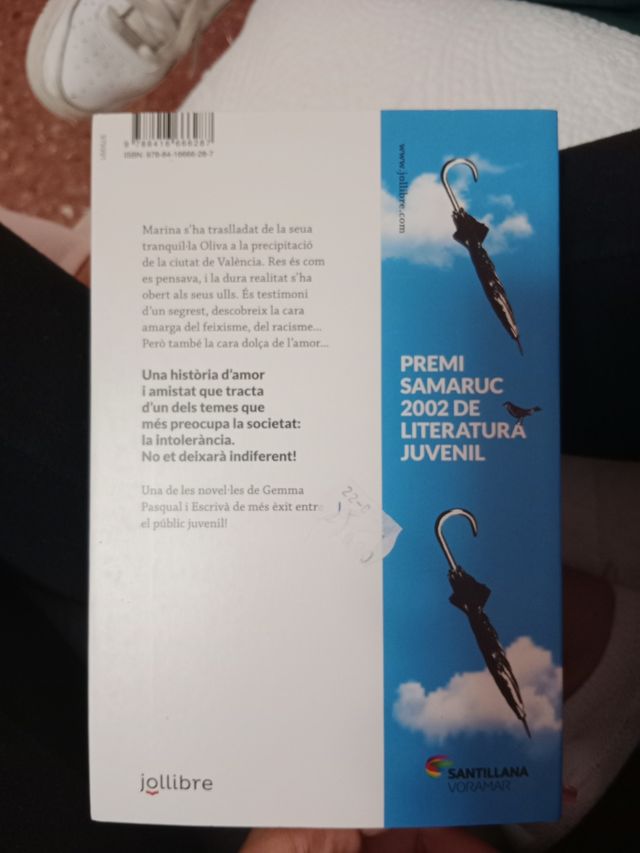 9 788416 666287
ISBN: 978-84-16666-28-7
www.jollibre.com
Marina s'ha traslladat de la seua
tranquil·la Oliva a la precipitació
de la ciutat de València. Res és com
es pensava, i la dura realitat s'ha
obert als seus ulls. És testimoni
d'un segrest, descobreix la cara
amarga del feixisme, del racisme...
Però també la cara dolça de l'amor...
Una història d'amor
i amistat que tracta
d'un dels temes que
més preocupa la societat:
la intolerància.
No et deixarà indiferent!
Una de les novel·les de Gemma
Pasqual i Escrivà de més èxit entre
el públic juvenil!
PREMI
SAMARUC
2002 DE
LITERATURA
JUVENIL
jollibre
SANTILLANA
VORAMAR